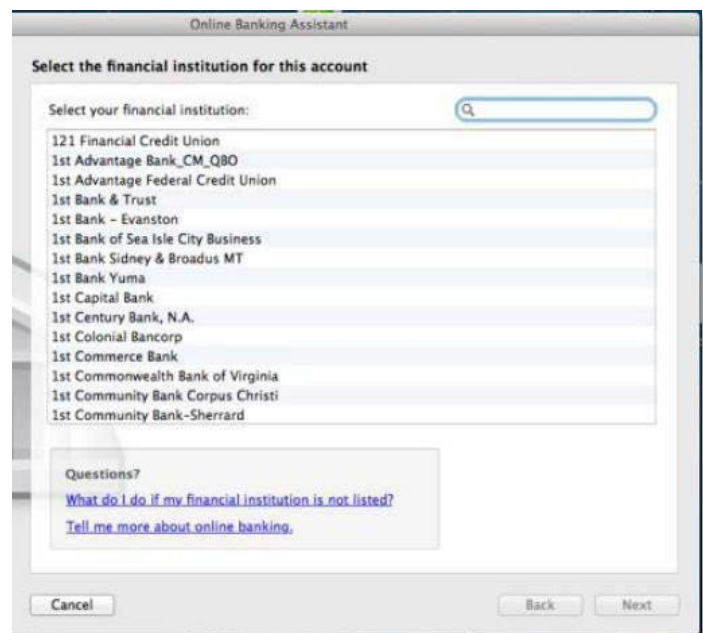 Online Banking Assistant
Select the financial institution for this account
Select your financial institution:
121 Financial Credit Union
1st Advantage Bank_CM_QBO
1st Advantage Federal Credit Union
1st Bank & Trust
1st Bank - Evanston
1st Bank of Sea Isle City Business
1st Bank Sidney & Broadus MT
1st Bank Yuma
1st Capital Bank
1st Century Bank, N.A.
1st Colonial Bancorp
1st Commerce Bank
1st Commonwealth Bank of Virginia
1st Community Bank Corpus Christi
1st Community Bank-Sherrard
Questions?
What do I do if my financial institution is not listed?
Tell me more about online banking.
Cancel Back Next